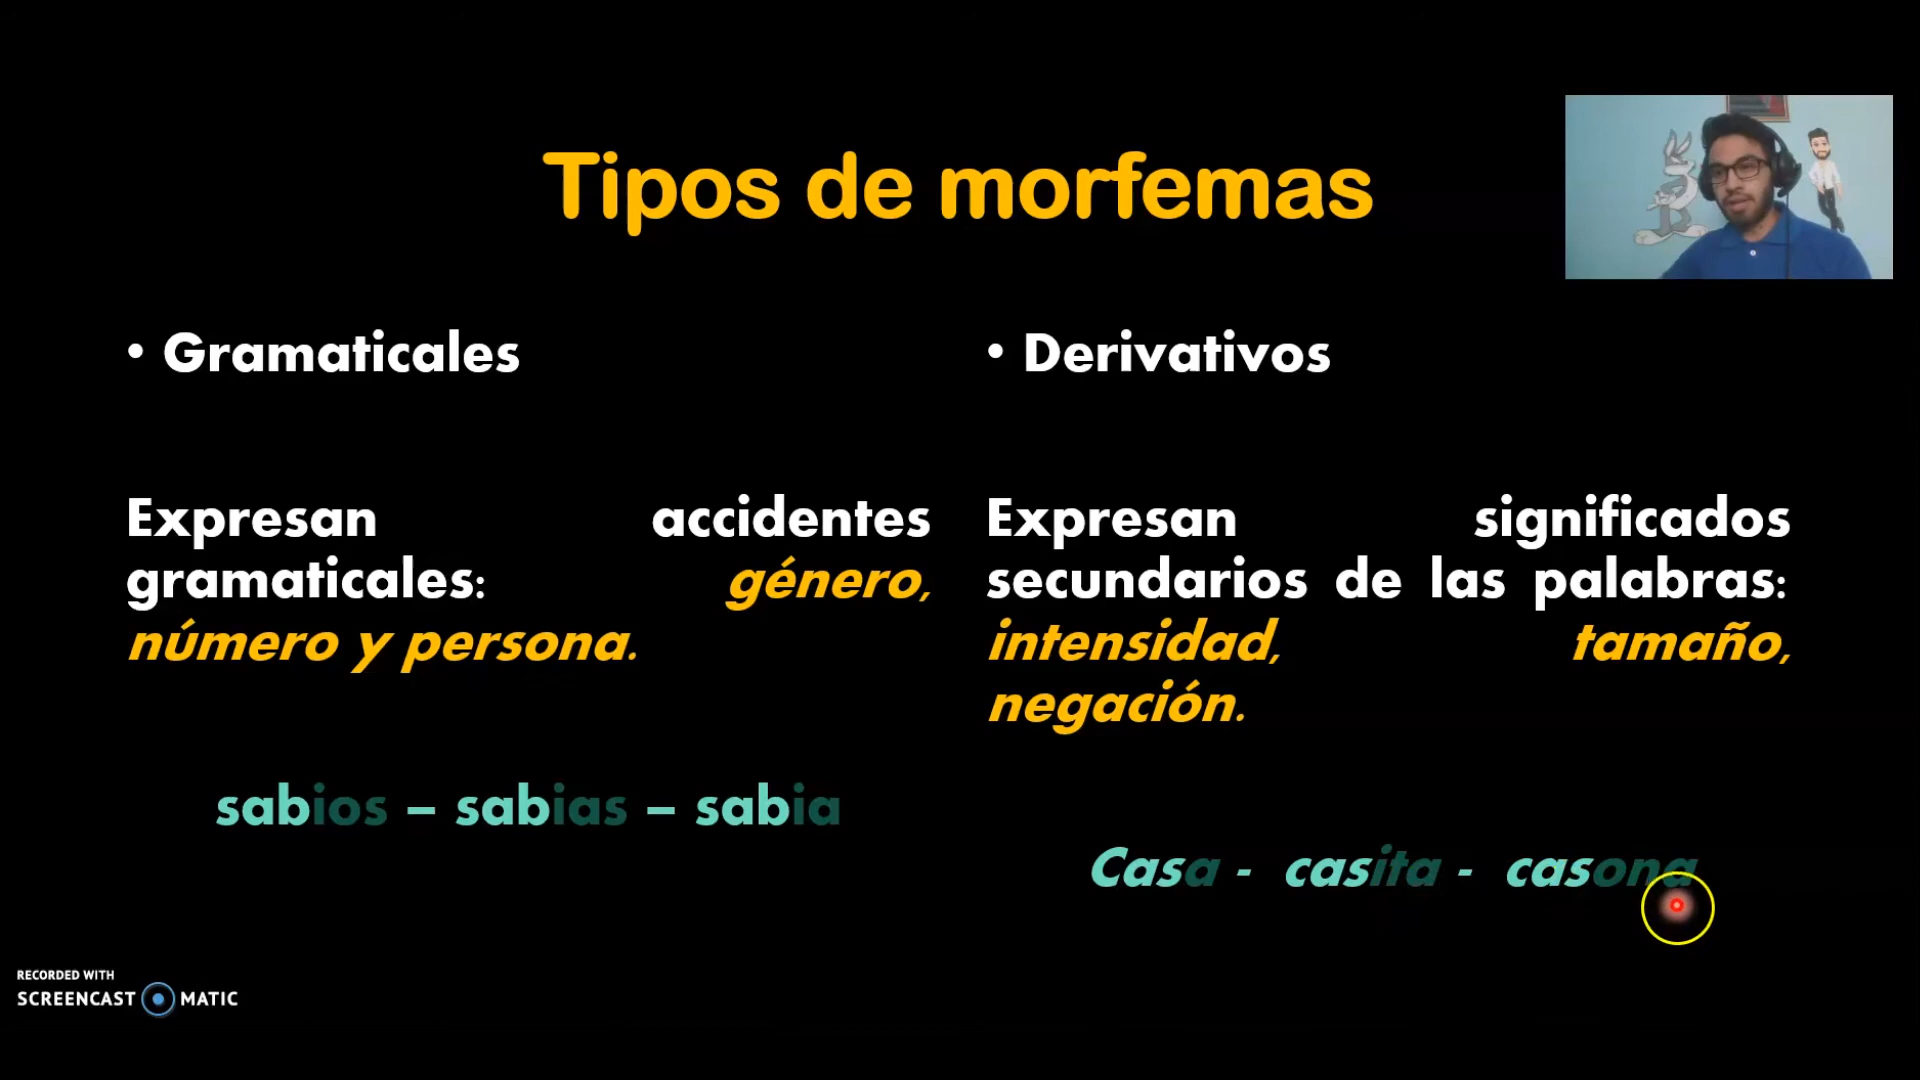 Tipos de morfemas
• Gramaticales
Expresan accidentes
gramaticales: género,
número y persona.
sabios – sabias – sabia
• Derivativos
Expresan significados
secundarios de las palabras:
intensidad, tamaño,
negación.
Casa - casita - casona
RECORDED WITH
SCREENCAST MATIC